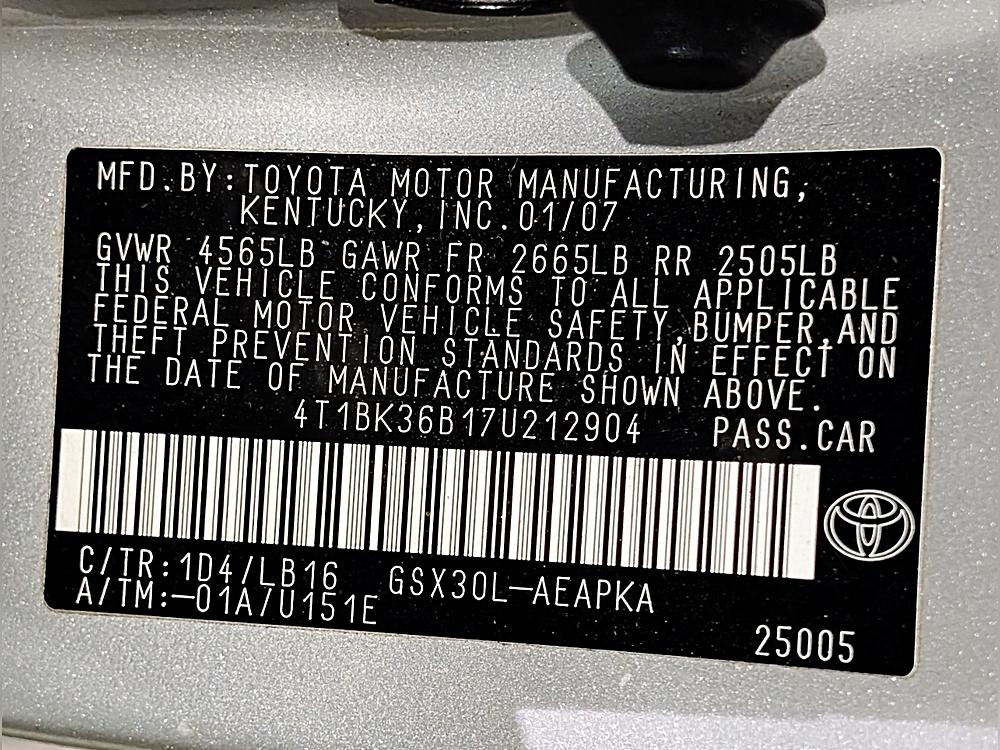 MFD.BY:TOYOTA MOTOR MANUFACTURING,
KENTUCKY, INC.01/07
GVWR 4565LB GAWR FR 2665LB RR 2505LB
THIS VEHICLE CONFORMS TO ALL APPLICABLE
FEDERAL MOTOR VEHICLE SAFETY,BUMPER,AND
THEFT PREVENTION STANDARDS IN EFFECT ON
THE DATE OF MANUFACTURE SHOWN ABOVE.
4T1BK36B17U212904 PASS.CAR
C/TR:1D4/LB16 GSX30L-AEAPKA
A/TM:-01A/U151E
25005